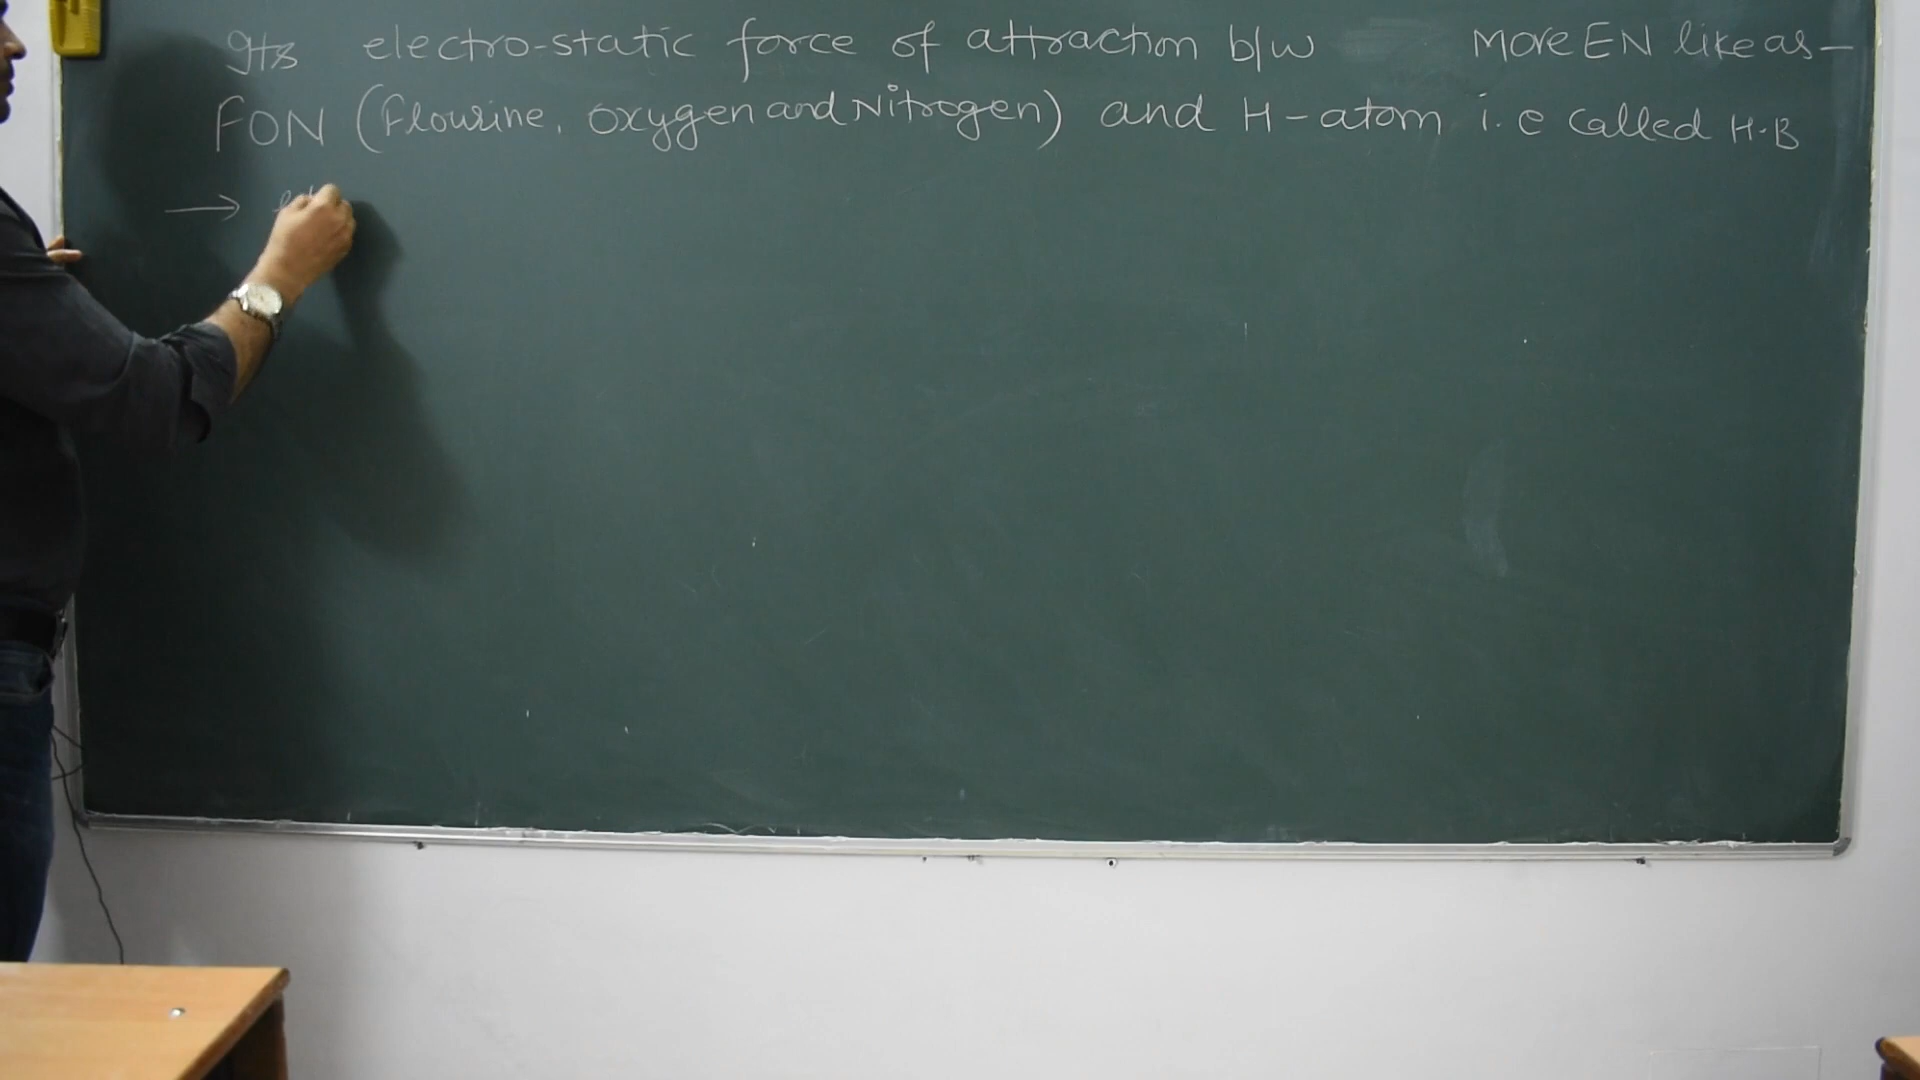 Its electro-static force of attraction b/w More EN like as -
FON (Flourine, oxygen and Nitrogen) and H-atom i.e called H.B
→